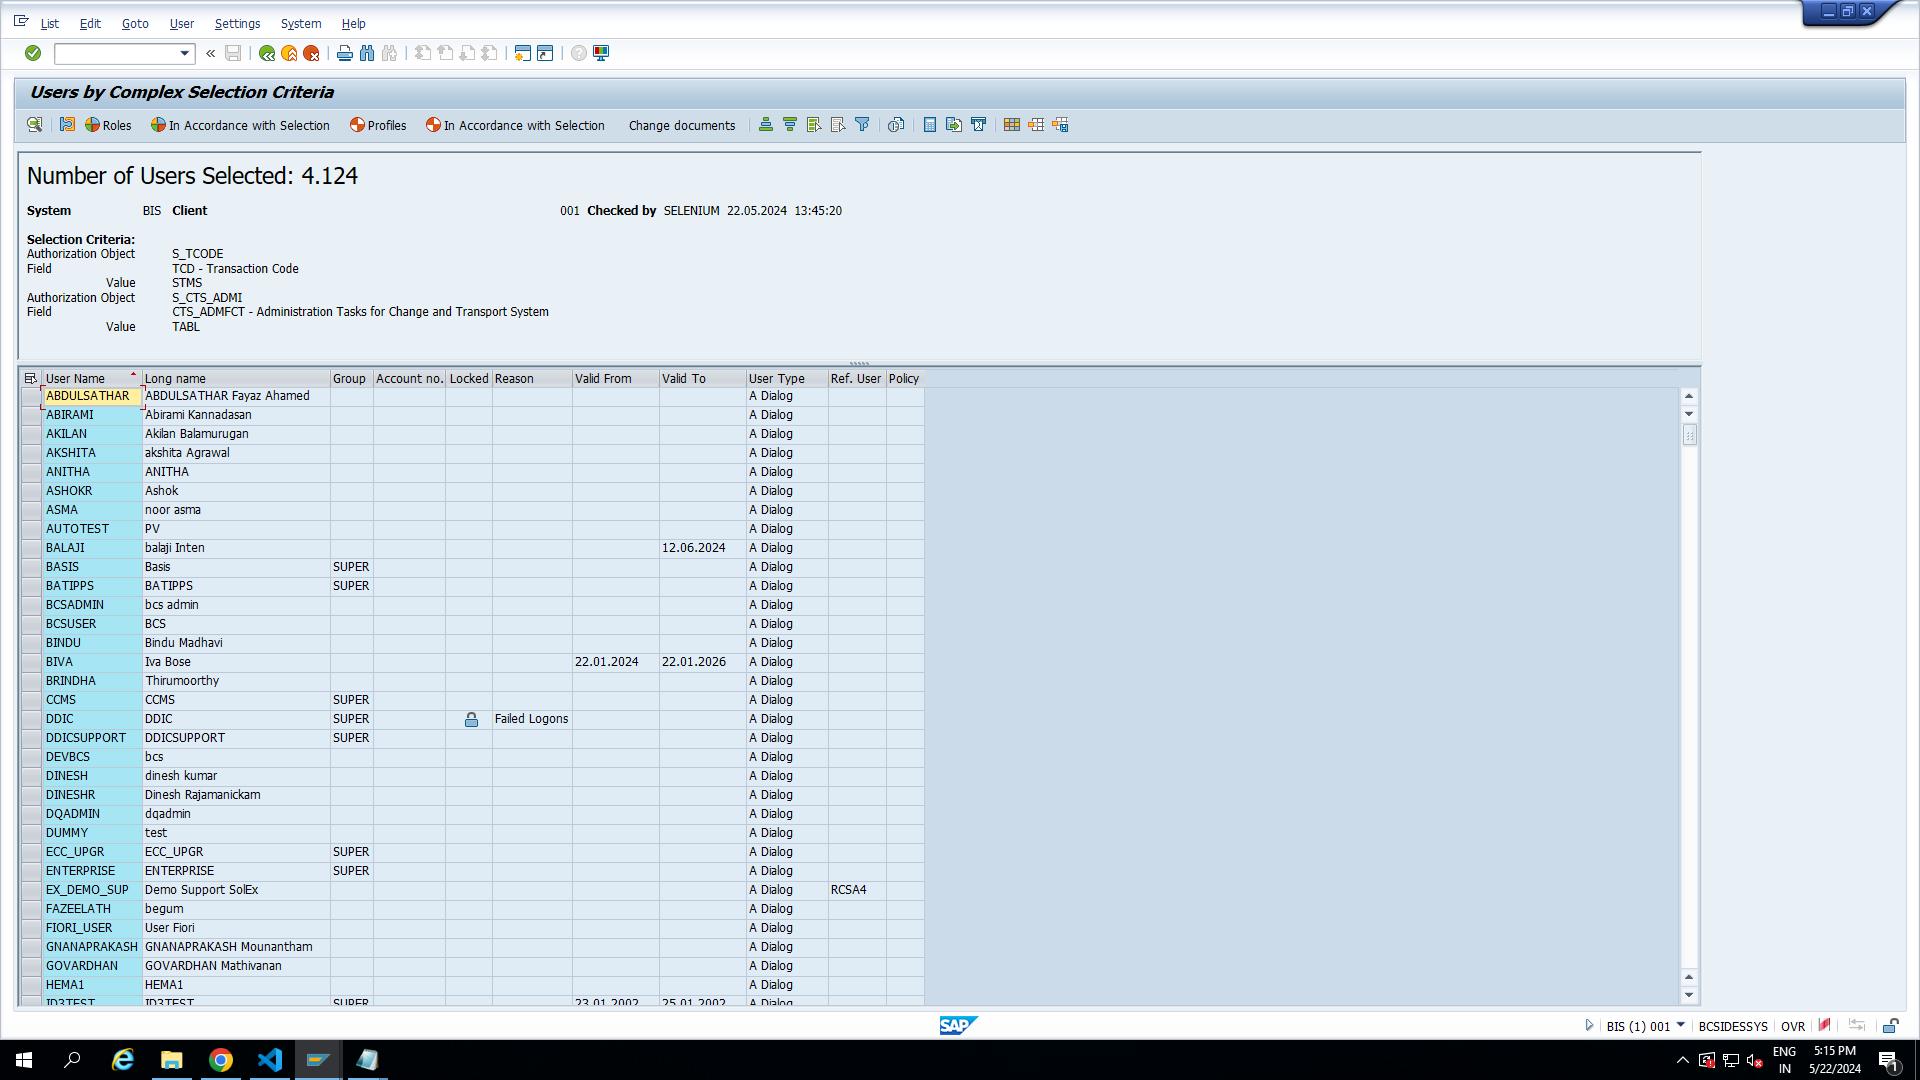 List Edit Goto User Settings System Help
Users by Complex Selection Criteria
Roles In Accordance with Selection Profiles In Accordance with Selection Change documents
Number of Users Selected: 4.124
System BIS Client 001 Checked by SELENIUM 22.05.2024 13:45:20
Selection Criteria:
Authorization Object S_TCODE
Field TCD - Transaction Code
Value STMS
Authorization Object S_CTS_ADMI
Field CTS_ADMFCT - Administration Tasks for Change and Transport System
Value TABL
User Name Long name Group Account no. Locked Reason Valid From Valid To User Type Ref. User Policy
ABDULSATHAR ABDULSATHAR Fayaz Ahamed A Dialog
ABIRAMI Abirami Kannadasan A Dialog
AKILAN Akilan Balamurugan A Dialog
AKSHITA akshita Agrawal A Dialog
ANITHA ANITHA A Dialog
ASHOKR Ashok A Dialog
ASMA noor asma A Dialog
AUTOTEST PV A Dialog
BALAJI balaji Inten 12.06.2024 A Dialog
BASIS Basis SUPER A Dialog
BATIPPS BATIPPS SUPER A Dialog
BCSADMIN bcs admin A Dialog
BCSUSER BCS A Dialog
BINDU Bindu Madhavi A Dialog
BIVA Iva Bose 22.01.2024 22.01.2026 A Dialog
BRINDHA Thirumoorthy A Dialog
CCMS CCMS SUPER A Dialog
DDIC DDIC SUPER Failed Logons A Dialog
DDICSUPPORT DDICSUPPORT SUPER A Dialog
DEVBCS bcs A Dialog
DINESH dinesh kumar A Dialog
DINESHR Dinesh Rajamanickam A Dialog
DQADMIN dqadmin A Dialog
DUMMY test A Dialog
ECC_UPGR ECC_UPGR SUPER A Dialog
ENTERPRISE ENTERPRISE SUPER A Dialog
EX_DEMO_SUP Demo Support SolEx A Dialog RCSA4
FAZEELATH begum A Dialog
FIORI_USER User Fiori A Dialog
GNANAPRAKASH GNANAPRAKASH Mounantham A Dialog
GOVARDHAN GOVARDHAN Mathivanan A Dialog
HEMA1 HEMA1 A Dialog
ID3TEST ID3TEST SUPER 23.01.2002 25.01.2002 A Dialog
SAP BIS (1) 001 BCSIDESSYS OVR
ENG 5:15 PM
IN 5/22/2024 1